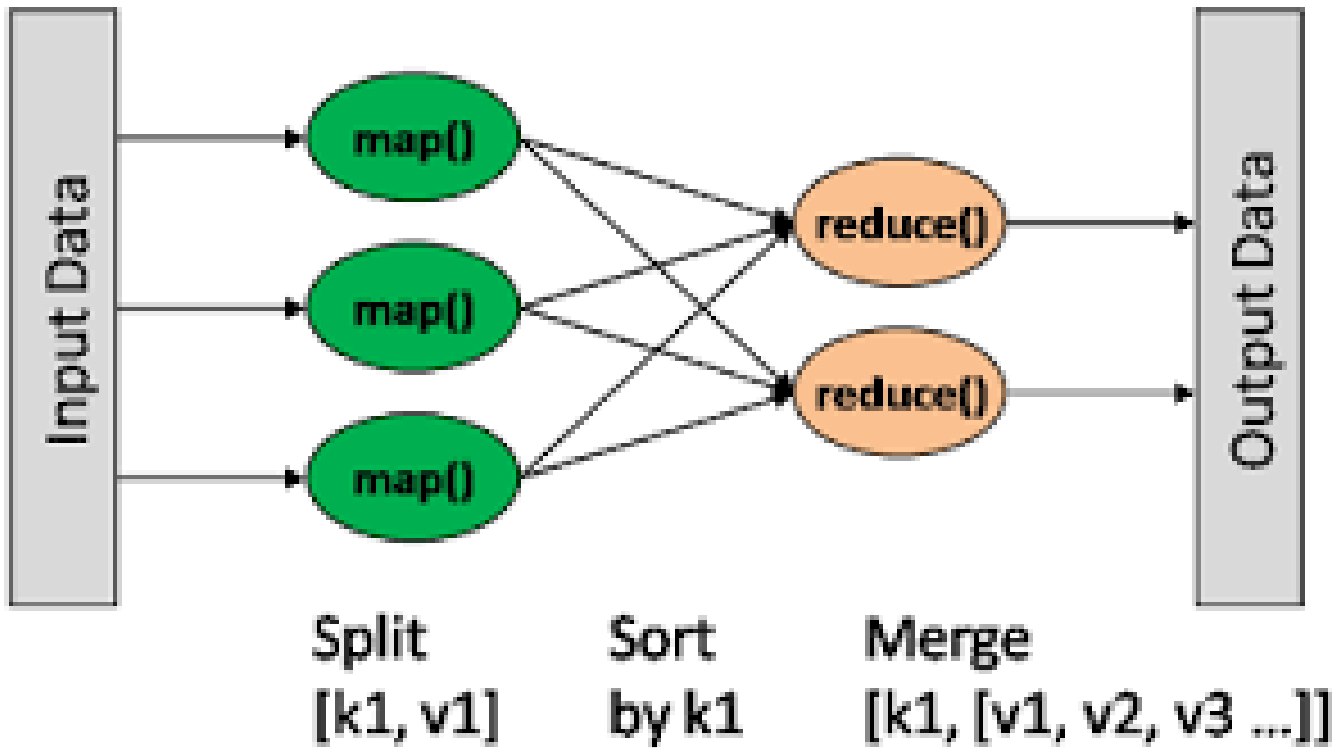 Input Data
map()
map()
map()
reduce()
reduce()
Output Data
Split
[k1, v1]
Sort
by k1
Merge
[k1, [v1, v2, v3 ...]]